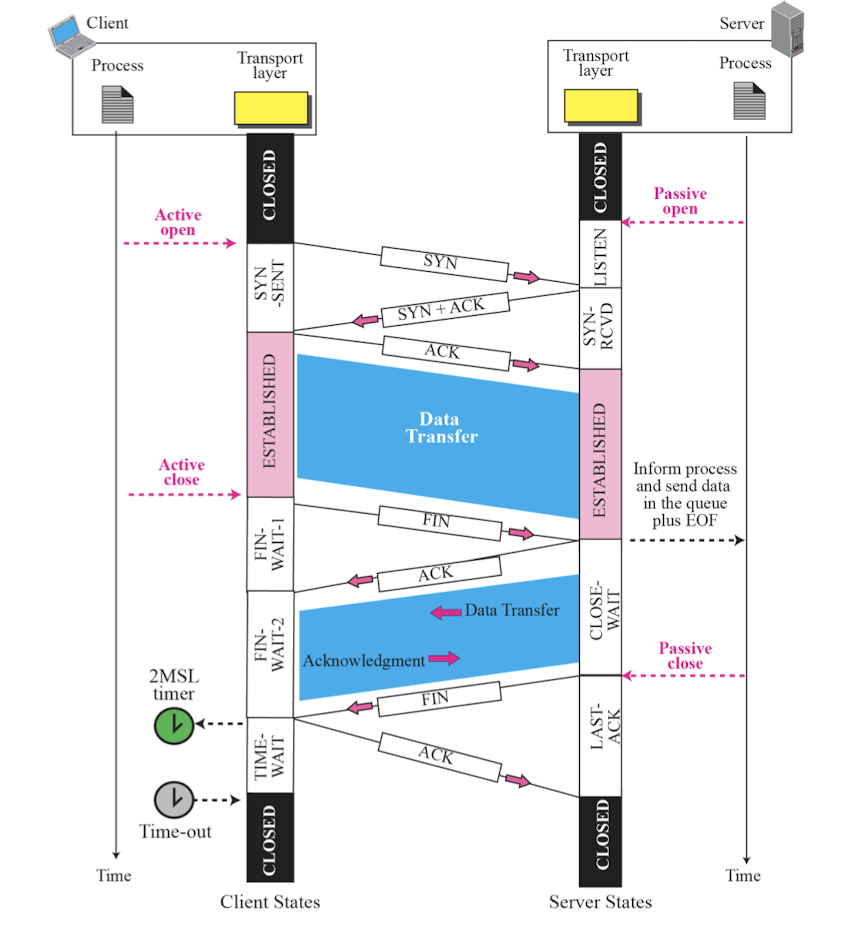 Client
Server
Process
Transport
layer
Transport
layer
Process
CLOSED
CLOSED
Passive
open
Active
open
LISTEN
SYN
SYN
-SENT
SYN + ACK
SYN-
RCVD
ACK
ESTABLISHED
Data
Transfer
ESTABLISHED
Active
close
Inform process
and send data
in the queue
plus EOF
FIN
FIN-
WAIT-1
ACK
CLOSE-
WAIT
Data Transfer
FIN-
WAIT-2
Acknowledgment
Passive
close
2MSL
timer
FIN
LAST-
ACK
TIME-
WAIT
ACK
Time-out
CLOSED
CLOSED
Time
Time
Client States
Server States